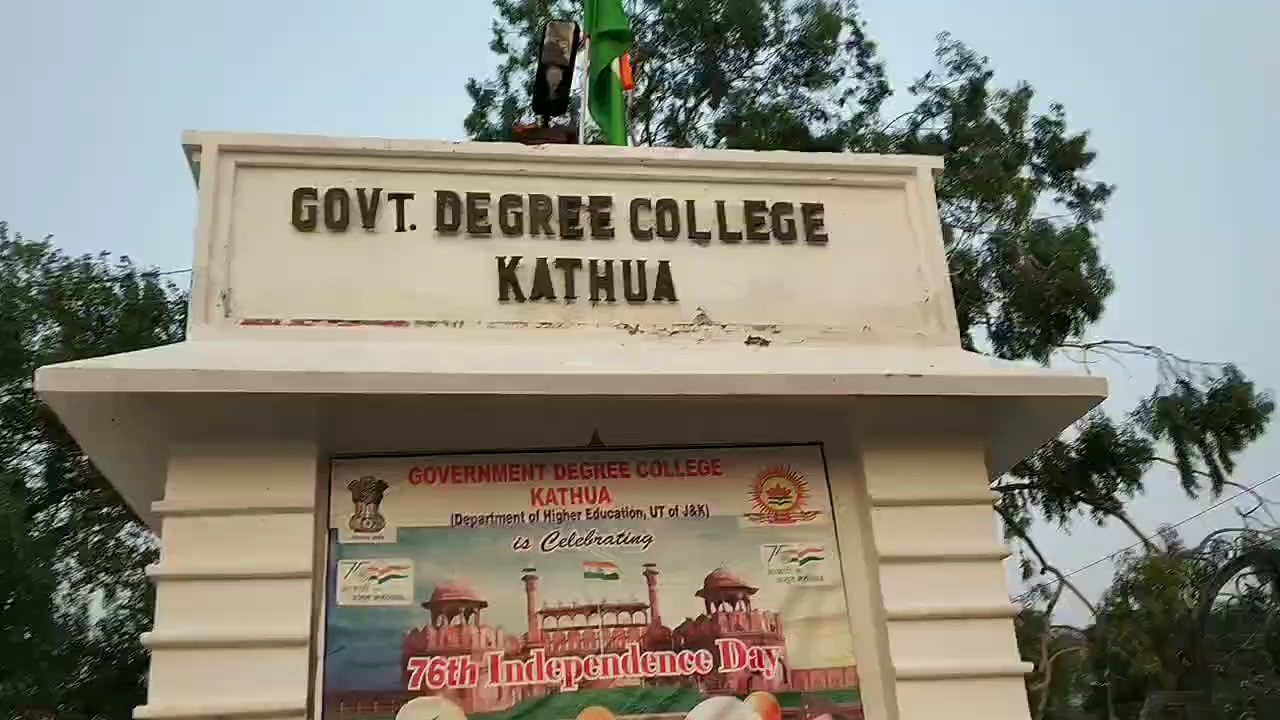 GOVT. DEGREE COLLEGE
KATHUA
GOVERNMENT DEGREE COLLEGE
KATHUA
(Department of Higher Education, UT of J&K)
is Celebrating
76th Independence Day